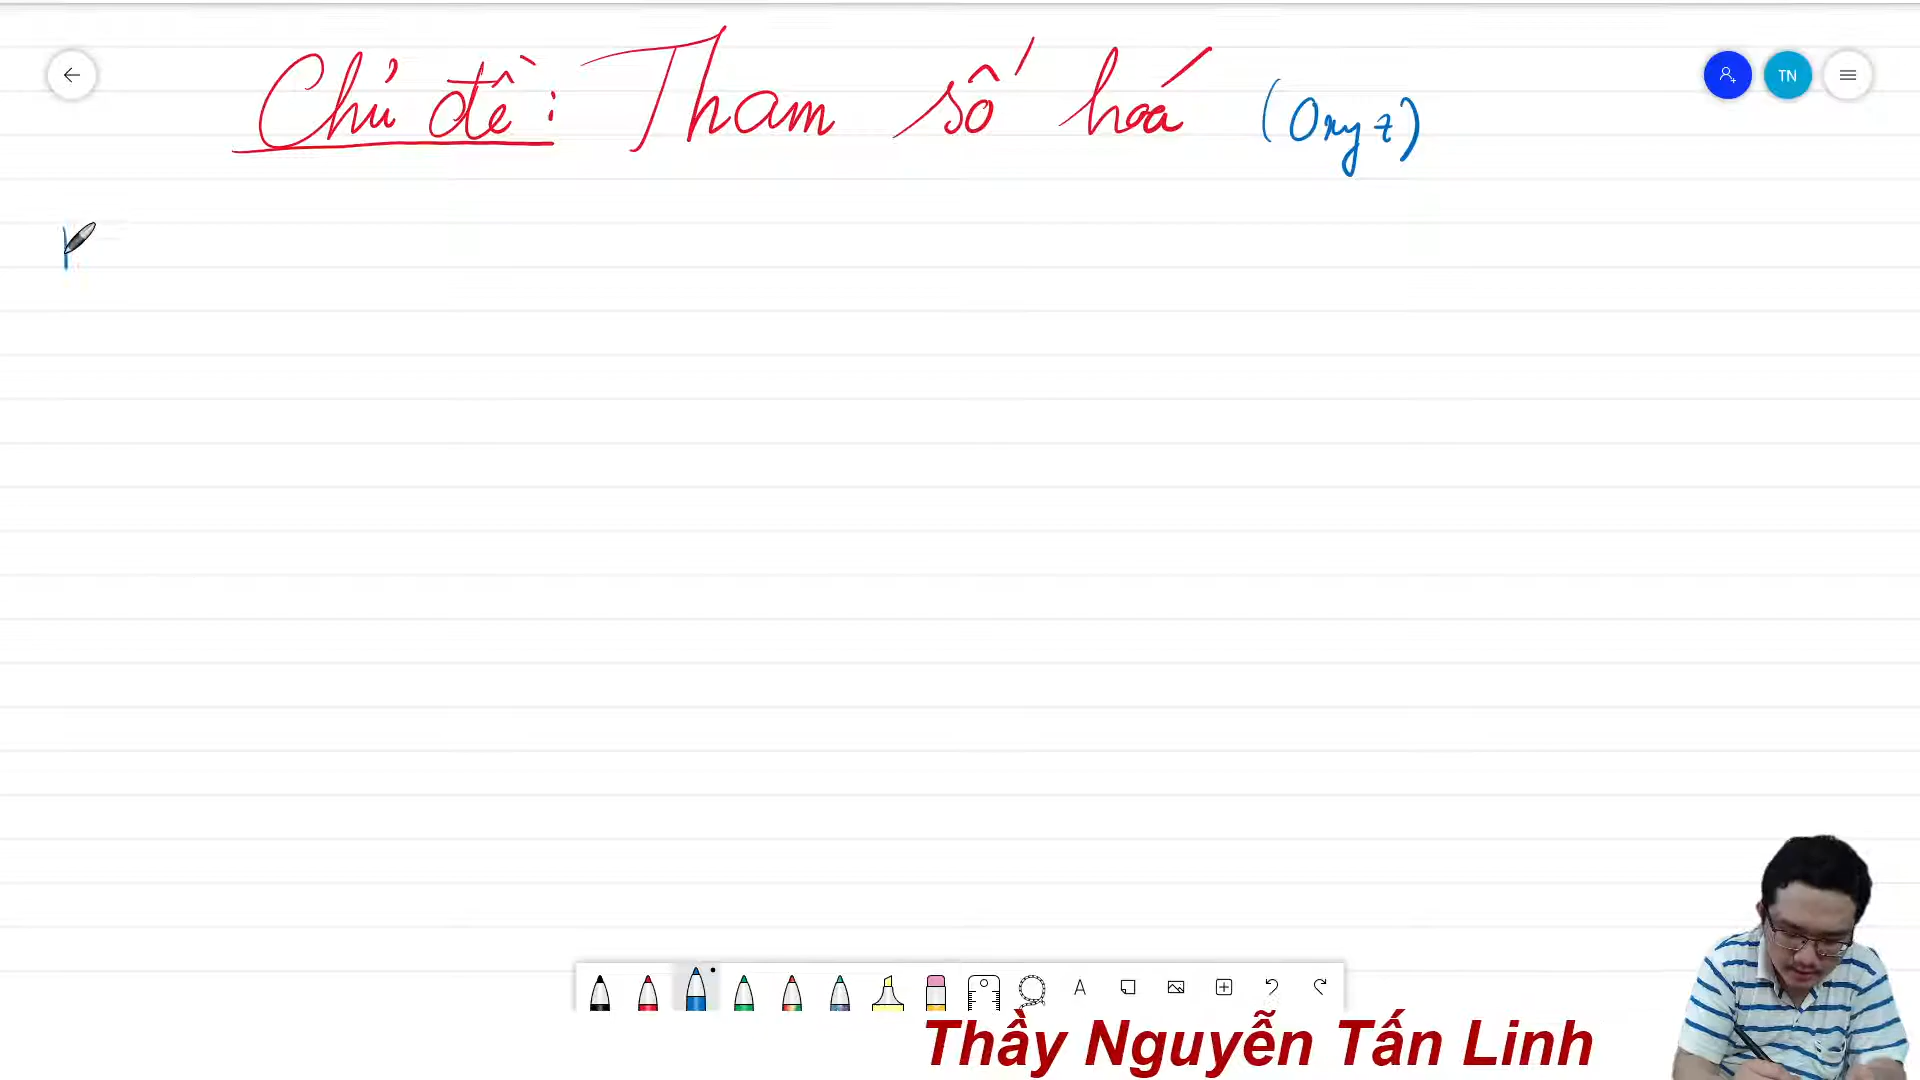 Chủ đề: Tham số hoá (Oxyz)
TN
A
Thầy Nguyễn Tấn Linh